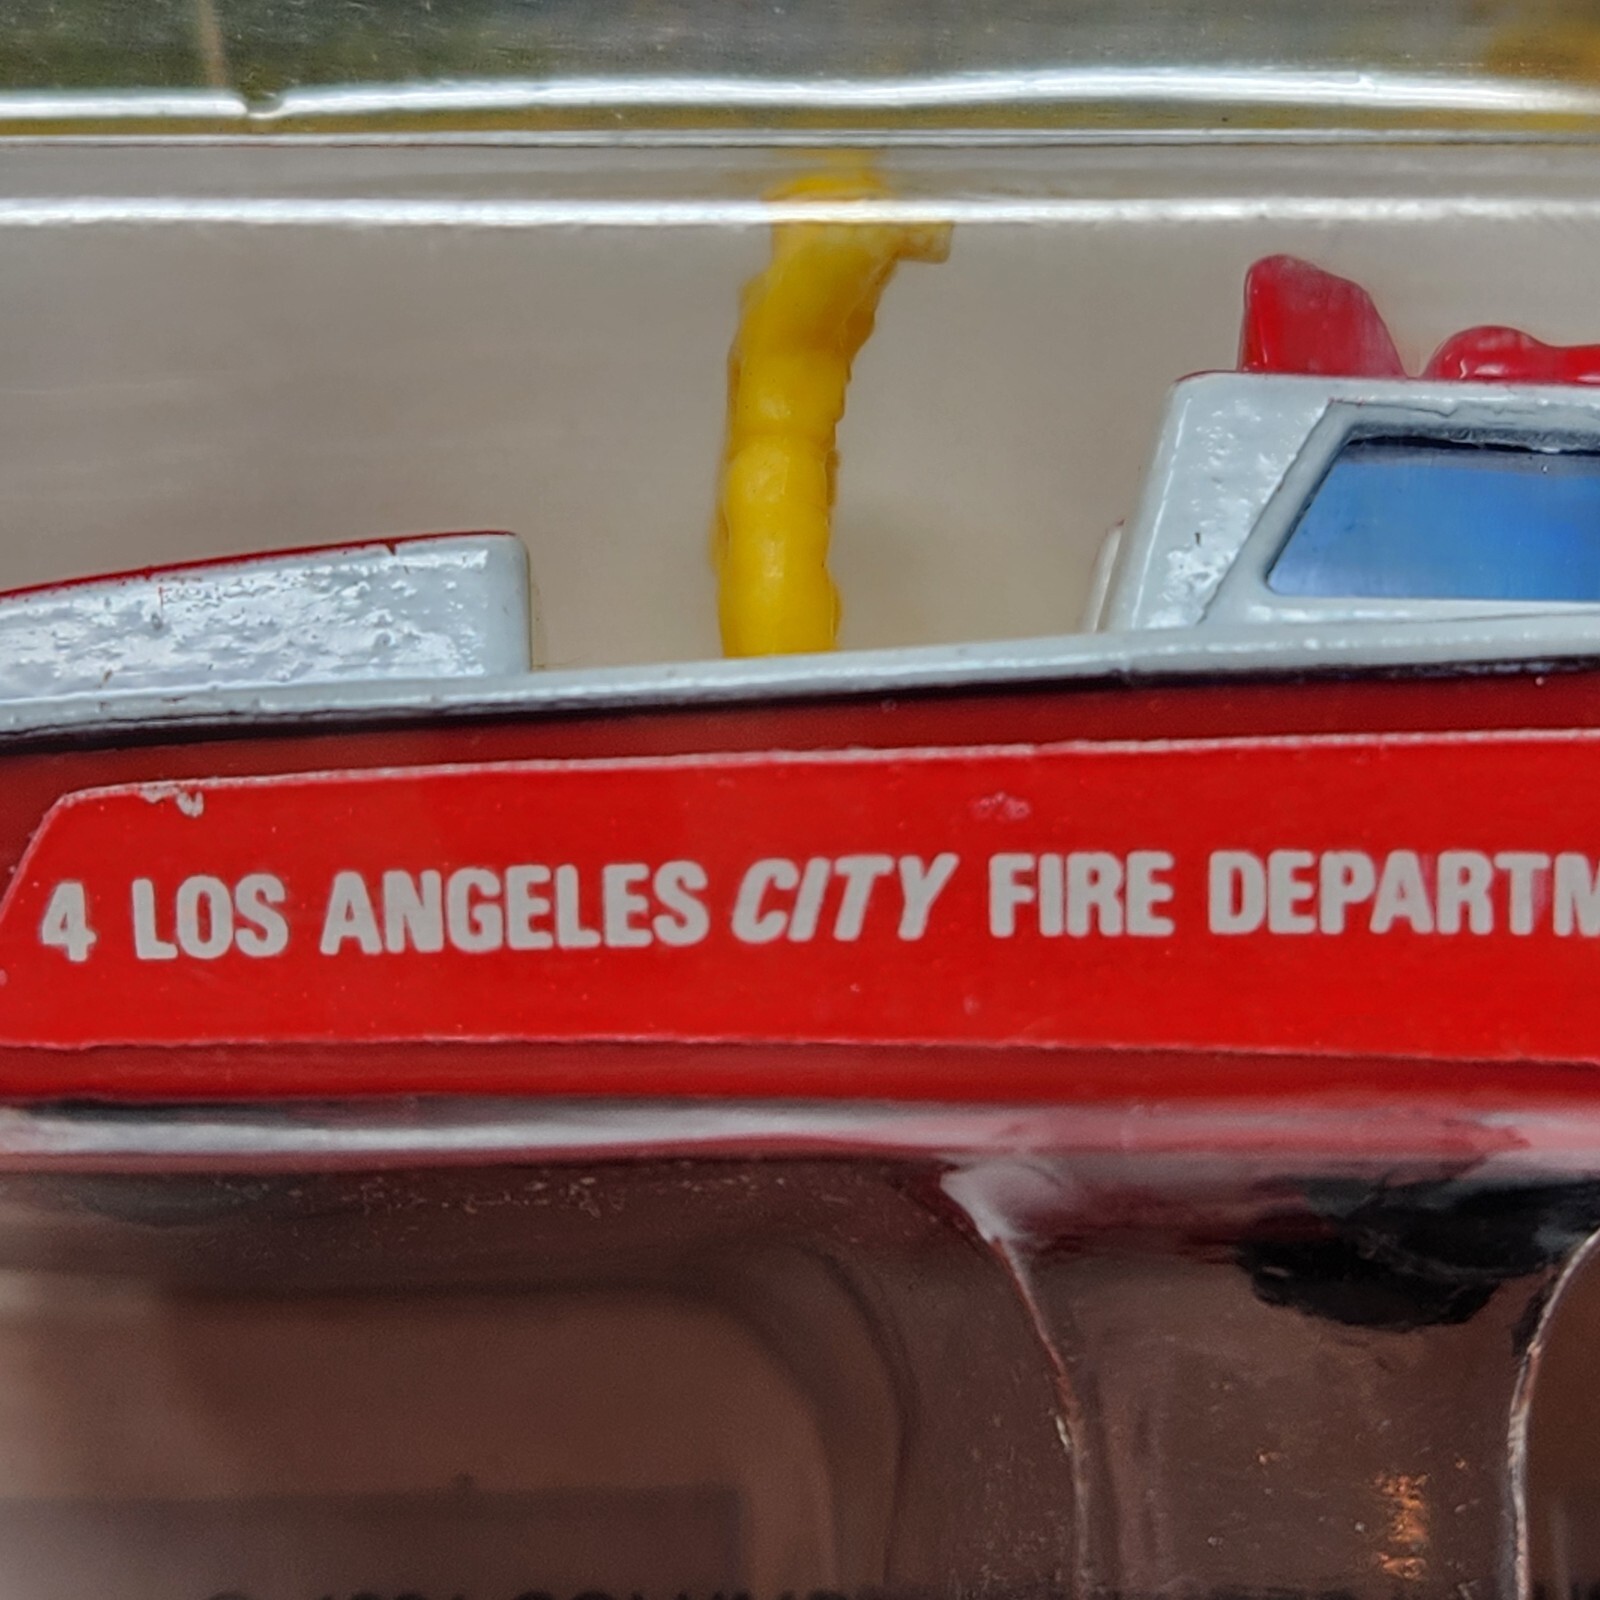 4 LOS ANGELES CITY FIRE DEPARTM